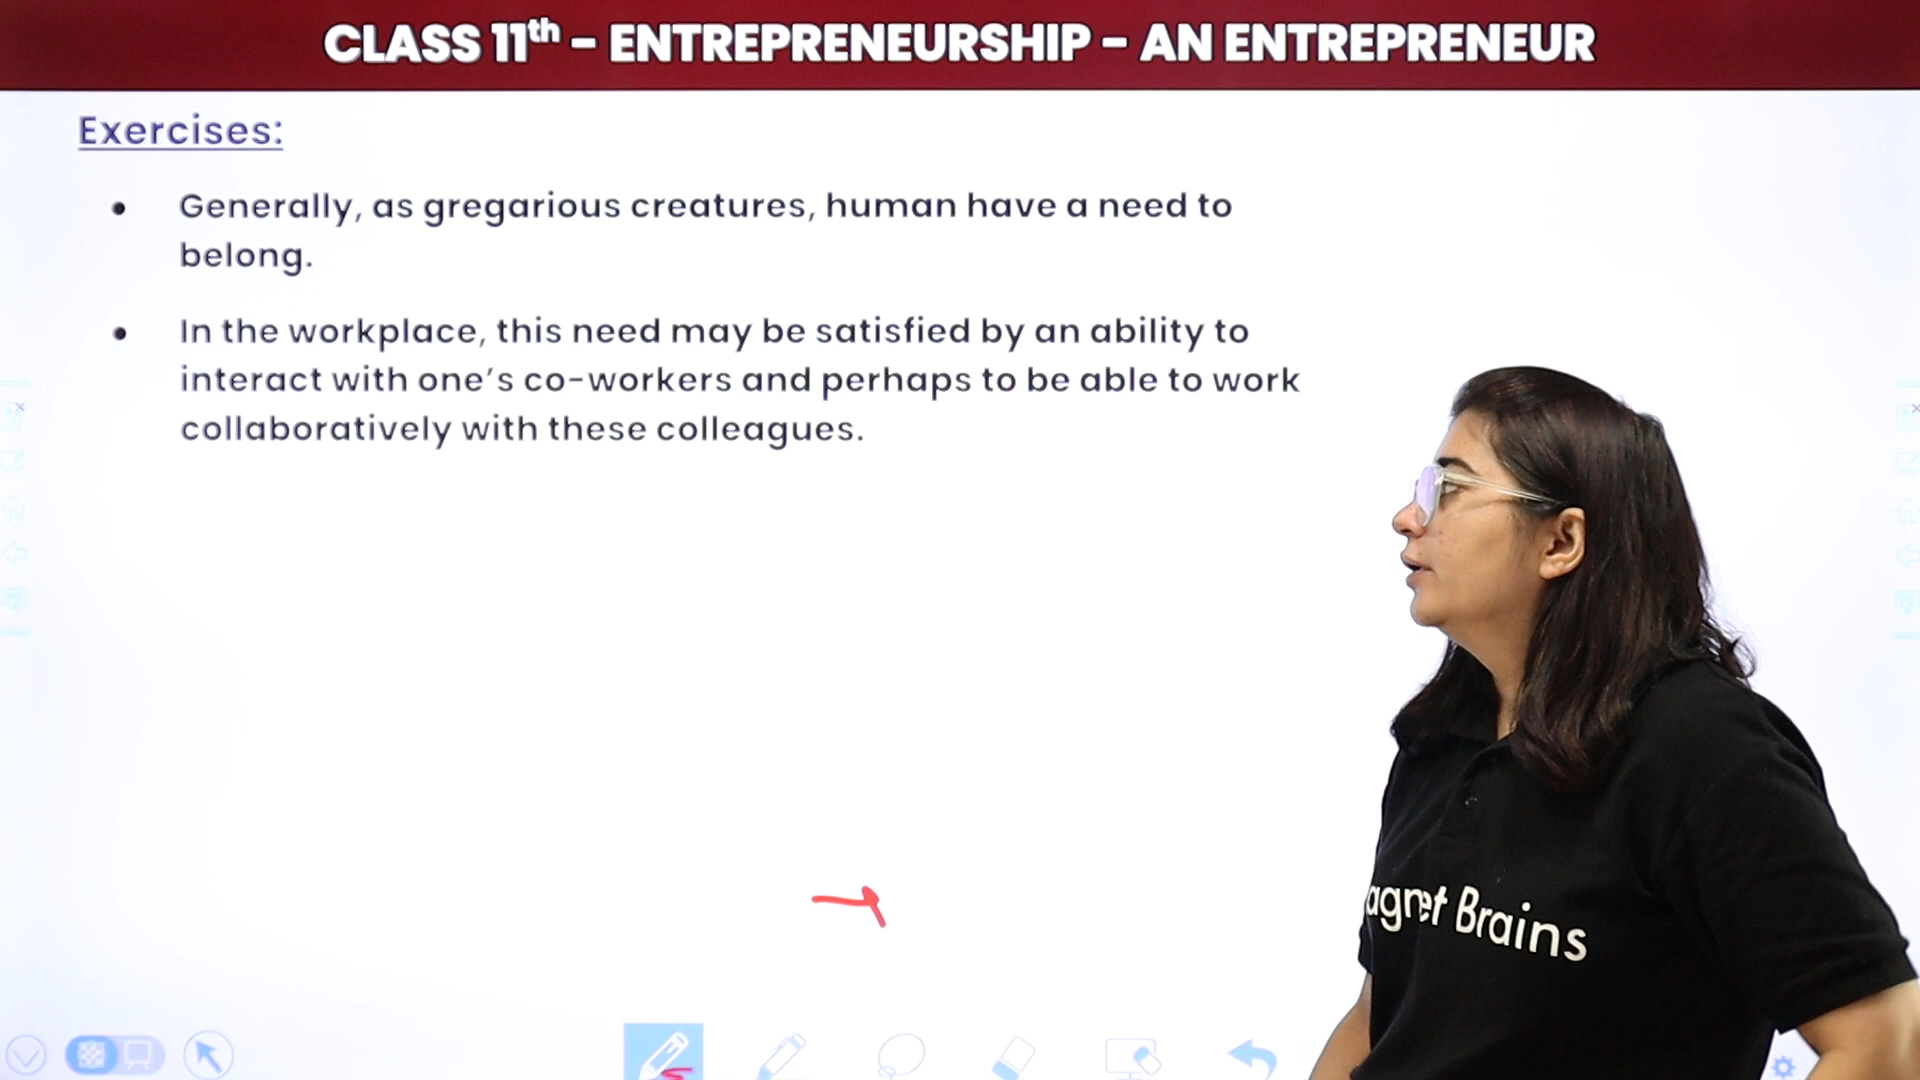 CLASS 11th – ENTREPRENEURSHIP – AN ENTREPRENEUR
Exercises:
• Generally, as gregarious creatures, human have a need to
belong.
• In the workplace, this need may be satisfied by an ability to
interact with one's co-workers and perhaps to be able to work
collaboratively with these colleagues.
agnet Brains